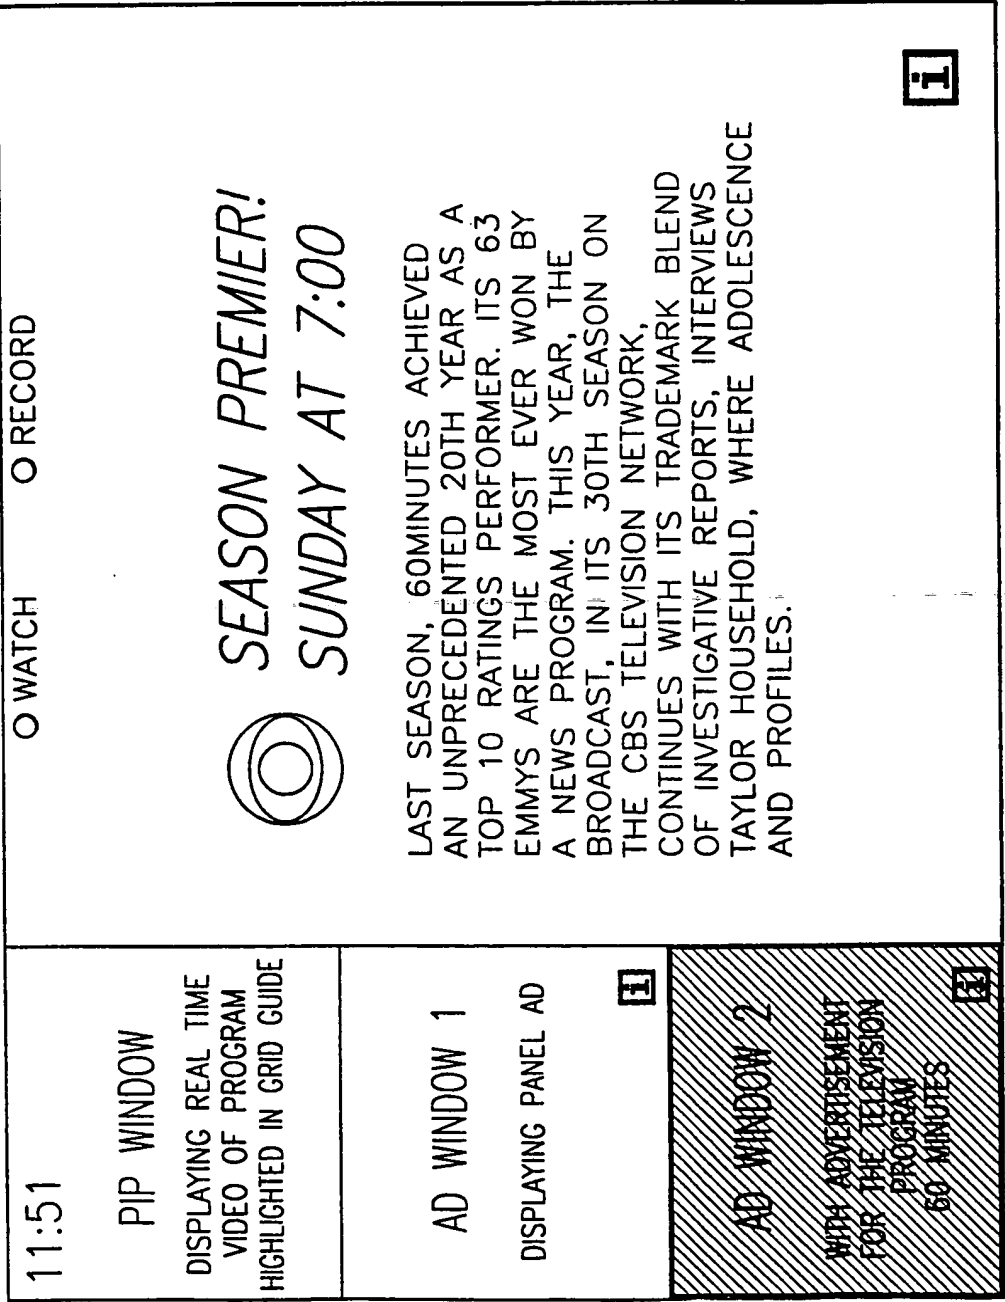 11:51
PIP WINDOW
DISPLAYING REAL TIME
VIDEO OF PROGRAM
HIGHLIGHTED IN GRID GUIDE
AD WINDOW 1
DISPLAYING PANEL AD
i
AD WINDOW 2
WITH ADVERTISEMENT
FOR THE TELEVISION
PROGRAM
60 MINUTES
i
O WATCH O RECORD
SEASON PREMIER!
SUNDAY AT 7:00
LAST SEASON, 60MINUTES ACHIEVED
AN UNPRECEDENTED 20TH YEAR AS A
TOP 10 RATINGS PERFORMER. ITS 63
EMMYS ARE THE MOST EVER WON BY
A NEWS PROGRAM. THIS YEAR, THE
BROADCAST, IN ITS 30TH SEASON ON
THE CBS TELEVISION NETWORK,
CONTINUES WITH ITS TRADEMARK BLEND
OF INVESTIGATIVE REPORTS, INTERVIEWS
TAYLOR HOUSEHOLD, WHERE ADOLESCENCE
AND PROFILES.
i